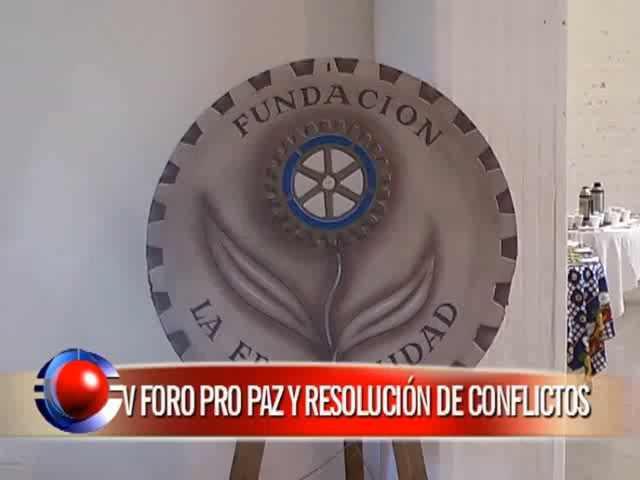 FUNDACION
LA
V FORO PRO PAZ Y RESOLUCIÓN DE CONFLICTOS